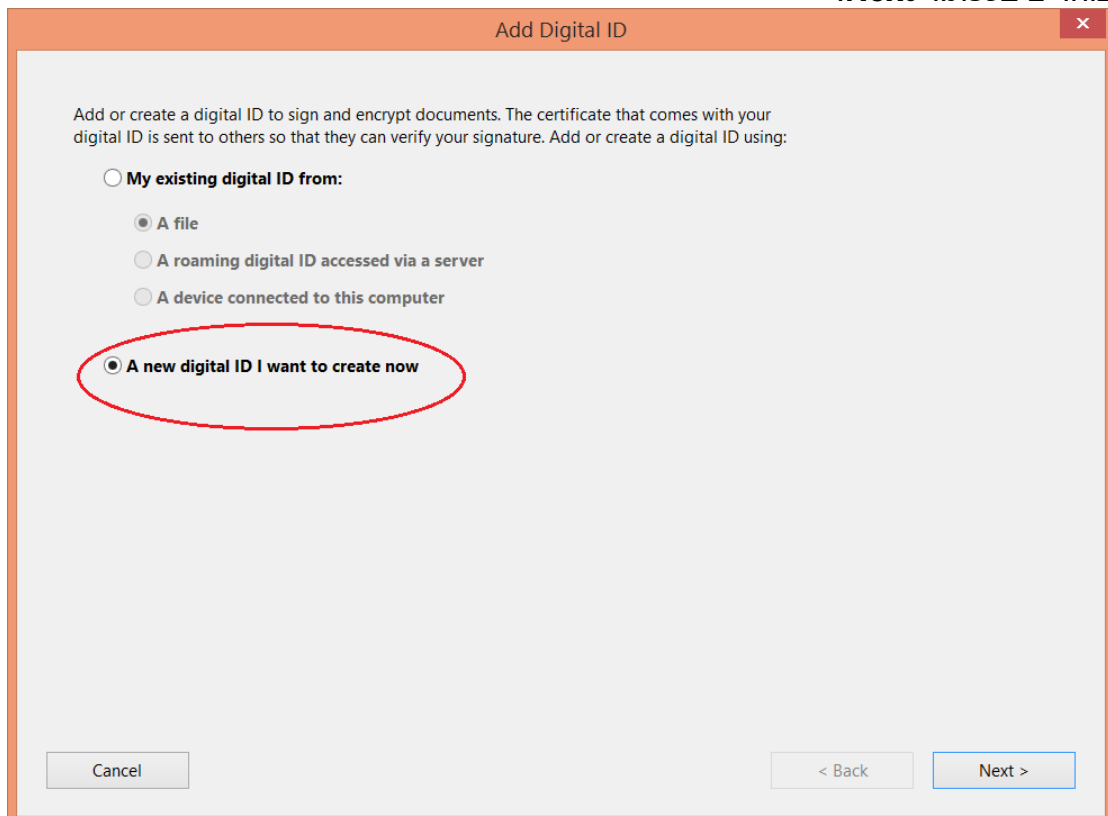 Add Digital ID
Add or create a digital ID to sign and encrypt documents. The certificate that comes with your
digital ID is sent to others so that they can verify your signature. Add or create a digital ID using:
My existing digital ID from:
A file
A roaming digital ID accessed via a server
A device connected to this computer
A new digital ID I want to create now
Cancel
< Back
Next >